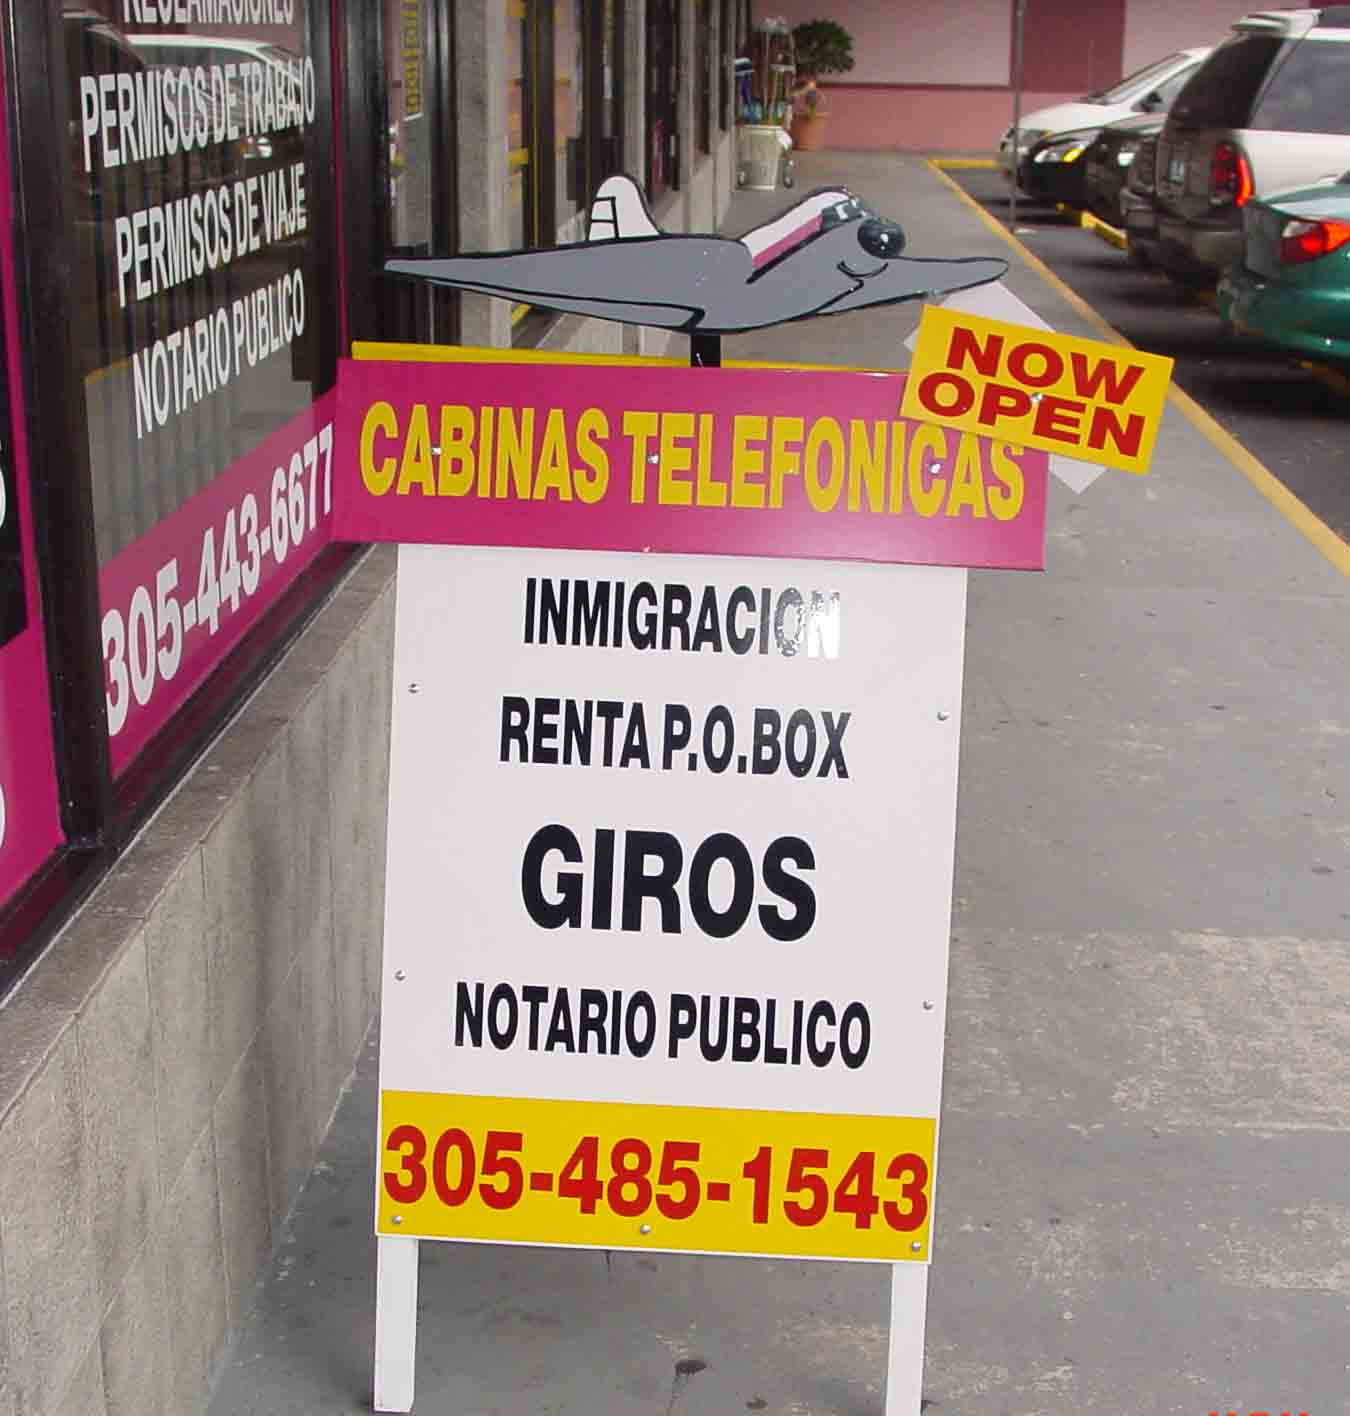 RECLAMACIONES
PERMISOS DE TRABAJO
PERMISOS DE VIAJE
NOTARIO PUBLICO
305-443-6677
NOW
OPEN
CABINAS TELEFONICAS
INMIGRACION
RENTA P.O.BOX
GIROS
NOTARIO PUBLICO
305-485-1543